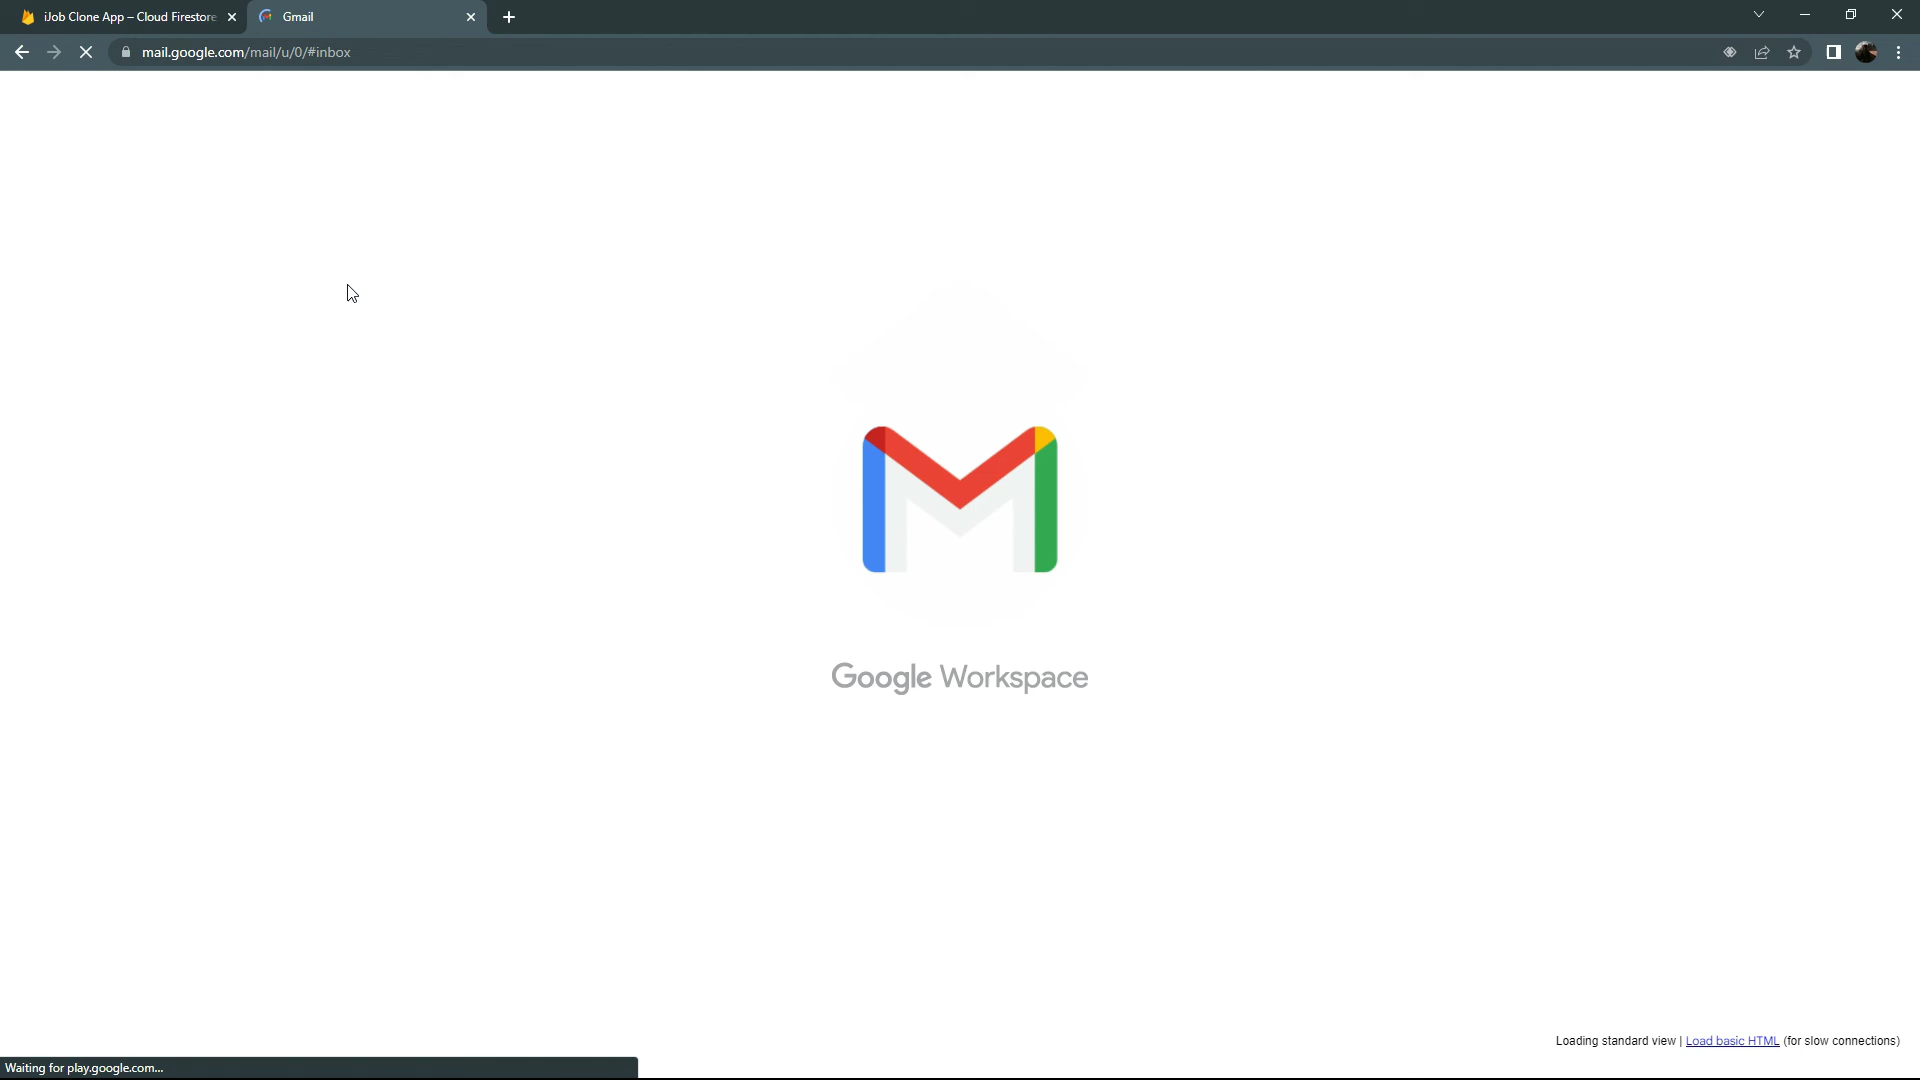 iJob Clone App – Cloud Firestore
Gmail
mail.google.com/mail/u/0/#inbox
Google Workspace
Loading standard view | Load basic HTML (for slow connections)
Waiting for play.google.com...